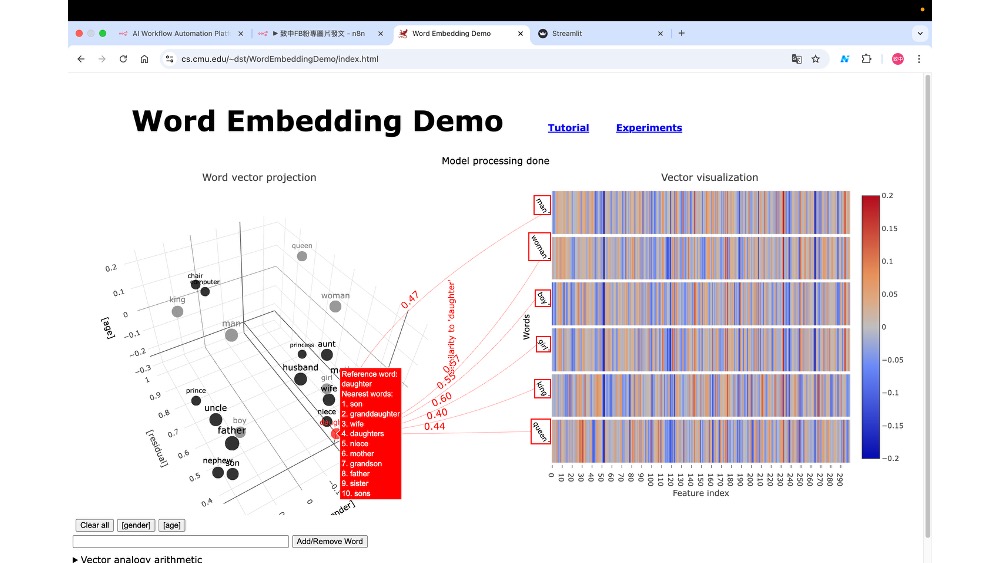 AI Workflow Automation Platf
▶ 致中FB粉專圖片發文 - n8n
Word Embedding Demo
Streamlit
cs.cmu.edu/~dst/WordEmbeddingDemo/index.html
Word Embedding Demo
Tutorial
Experiments
Model processing done
Word vector projection
Vector visualization
queen
chair
king
woman
man
princess
aunt
husband
girl
wife
prince
uncle
niece
boy
father
nephew
son
[age]
[residual]
0.2
0.1
0
−0.1
−0.2
−0.3
1
0.9
0.8
0.7
0.6
0.5
0.4
0
Reference word:
daughter
Nearest words:
1. son
2. granddaughter
3. wife
4. daughters
5. niece
6. mother
7. grandson
8. father
9. sister
10. sons
0.47
0.60
0.40
0.44
Words
man
woman
boy
girl
king
queen
0 10 20 30 40 50 60 70 80 90 100 110 120 130 140 150 160 170 180 190 200 210 220 230 240 250 260 270 280 290
Feature index
0.2
0.15
0.1
0.05
0
−0.05
−0.1
−0.15
−0.2
Clear all
[gender]
[age]
Add/Remove Word
▶ Vector analogy arithmetic